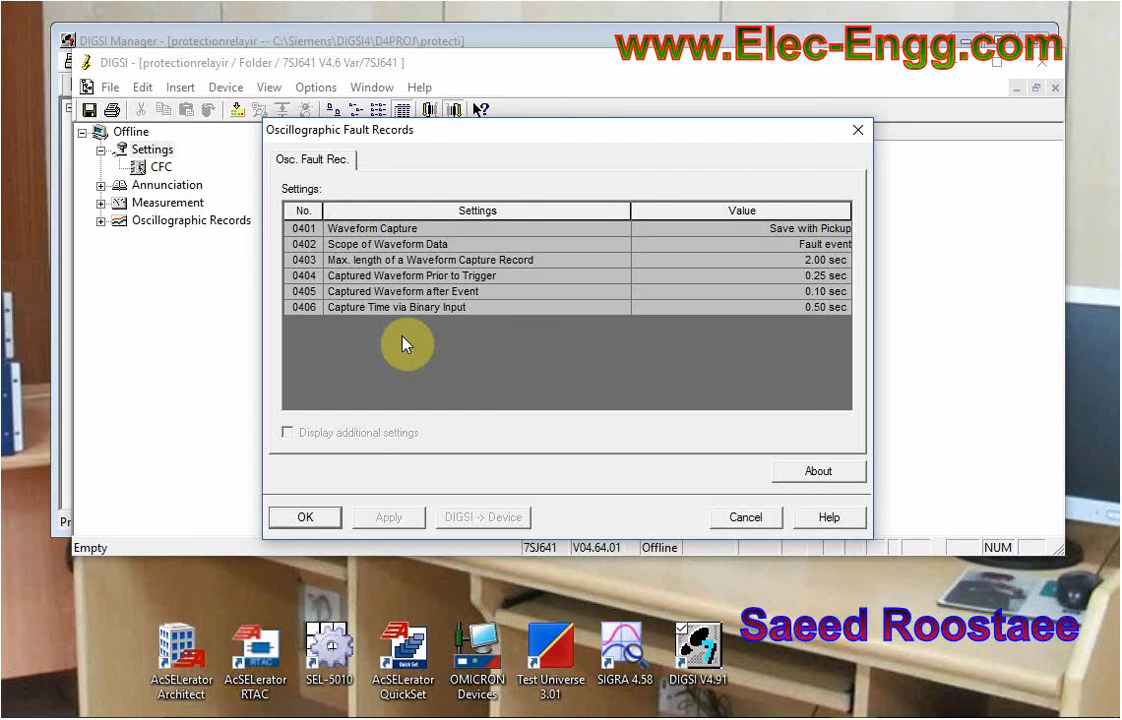 www.Elec-Engg.com
DIGSI Manager - [protectionrelayir -- C:\Siemens\DIGSI4\D4PROJ\protecti]
DIGSI - [protectionrelayir / Folder / 7SJ641 V4.6 Var/7SJ641 ]
File Edit Insert Device View Options Window Help
Offline
Settings
CFC
Annunciation
Measurement
Oscillographic Records
Oscillographic Fault Records
Osc. Fault Rec.
Settings:
No. Settings Value
0401 Waveform Capture Save with Pickup
0402 Scope of Waveform Data Fault event
0403 Max. length of a Waveform Capture Record 2.00 sec
0404 Captured Waveform Prior to Trigger 0.25 sec
0405 Captured Waveform after Event 0.10 sec
0406 Capture Time via Binary Input 0.50 sec
Display additional settings
About
OK Apply DIGSI -> Device Cancel Help
Pr
Empty 7SJ641 V04.64.01 Offline NUM
Saeed Roostaee
AcSELerator Architect
AcSELerator RTAC
SEL-5010
AcSELerator QuickSet
OMICRON Devices
Test Universe 3.01
SIGRA 4.58
DIGSI V4.91